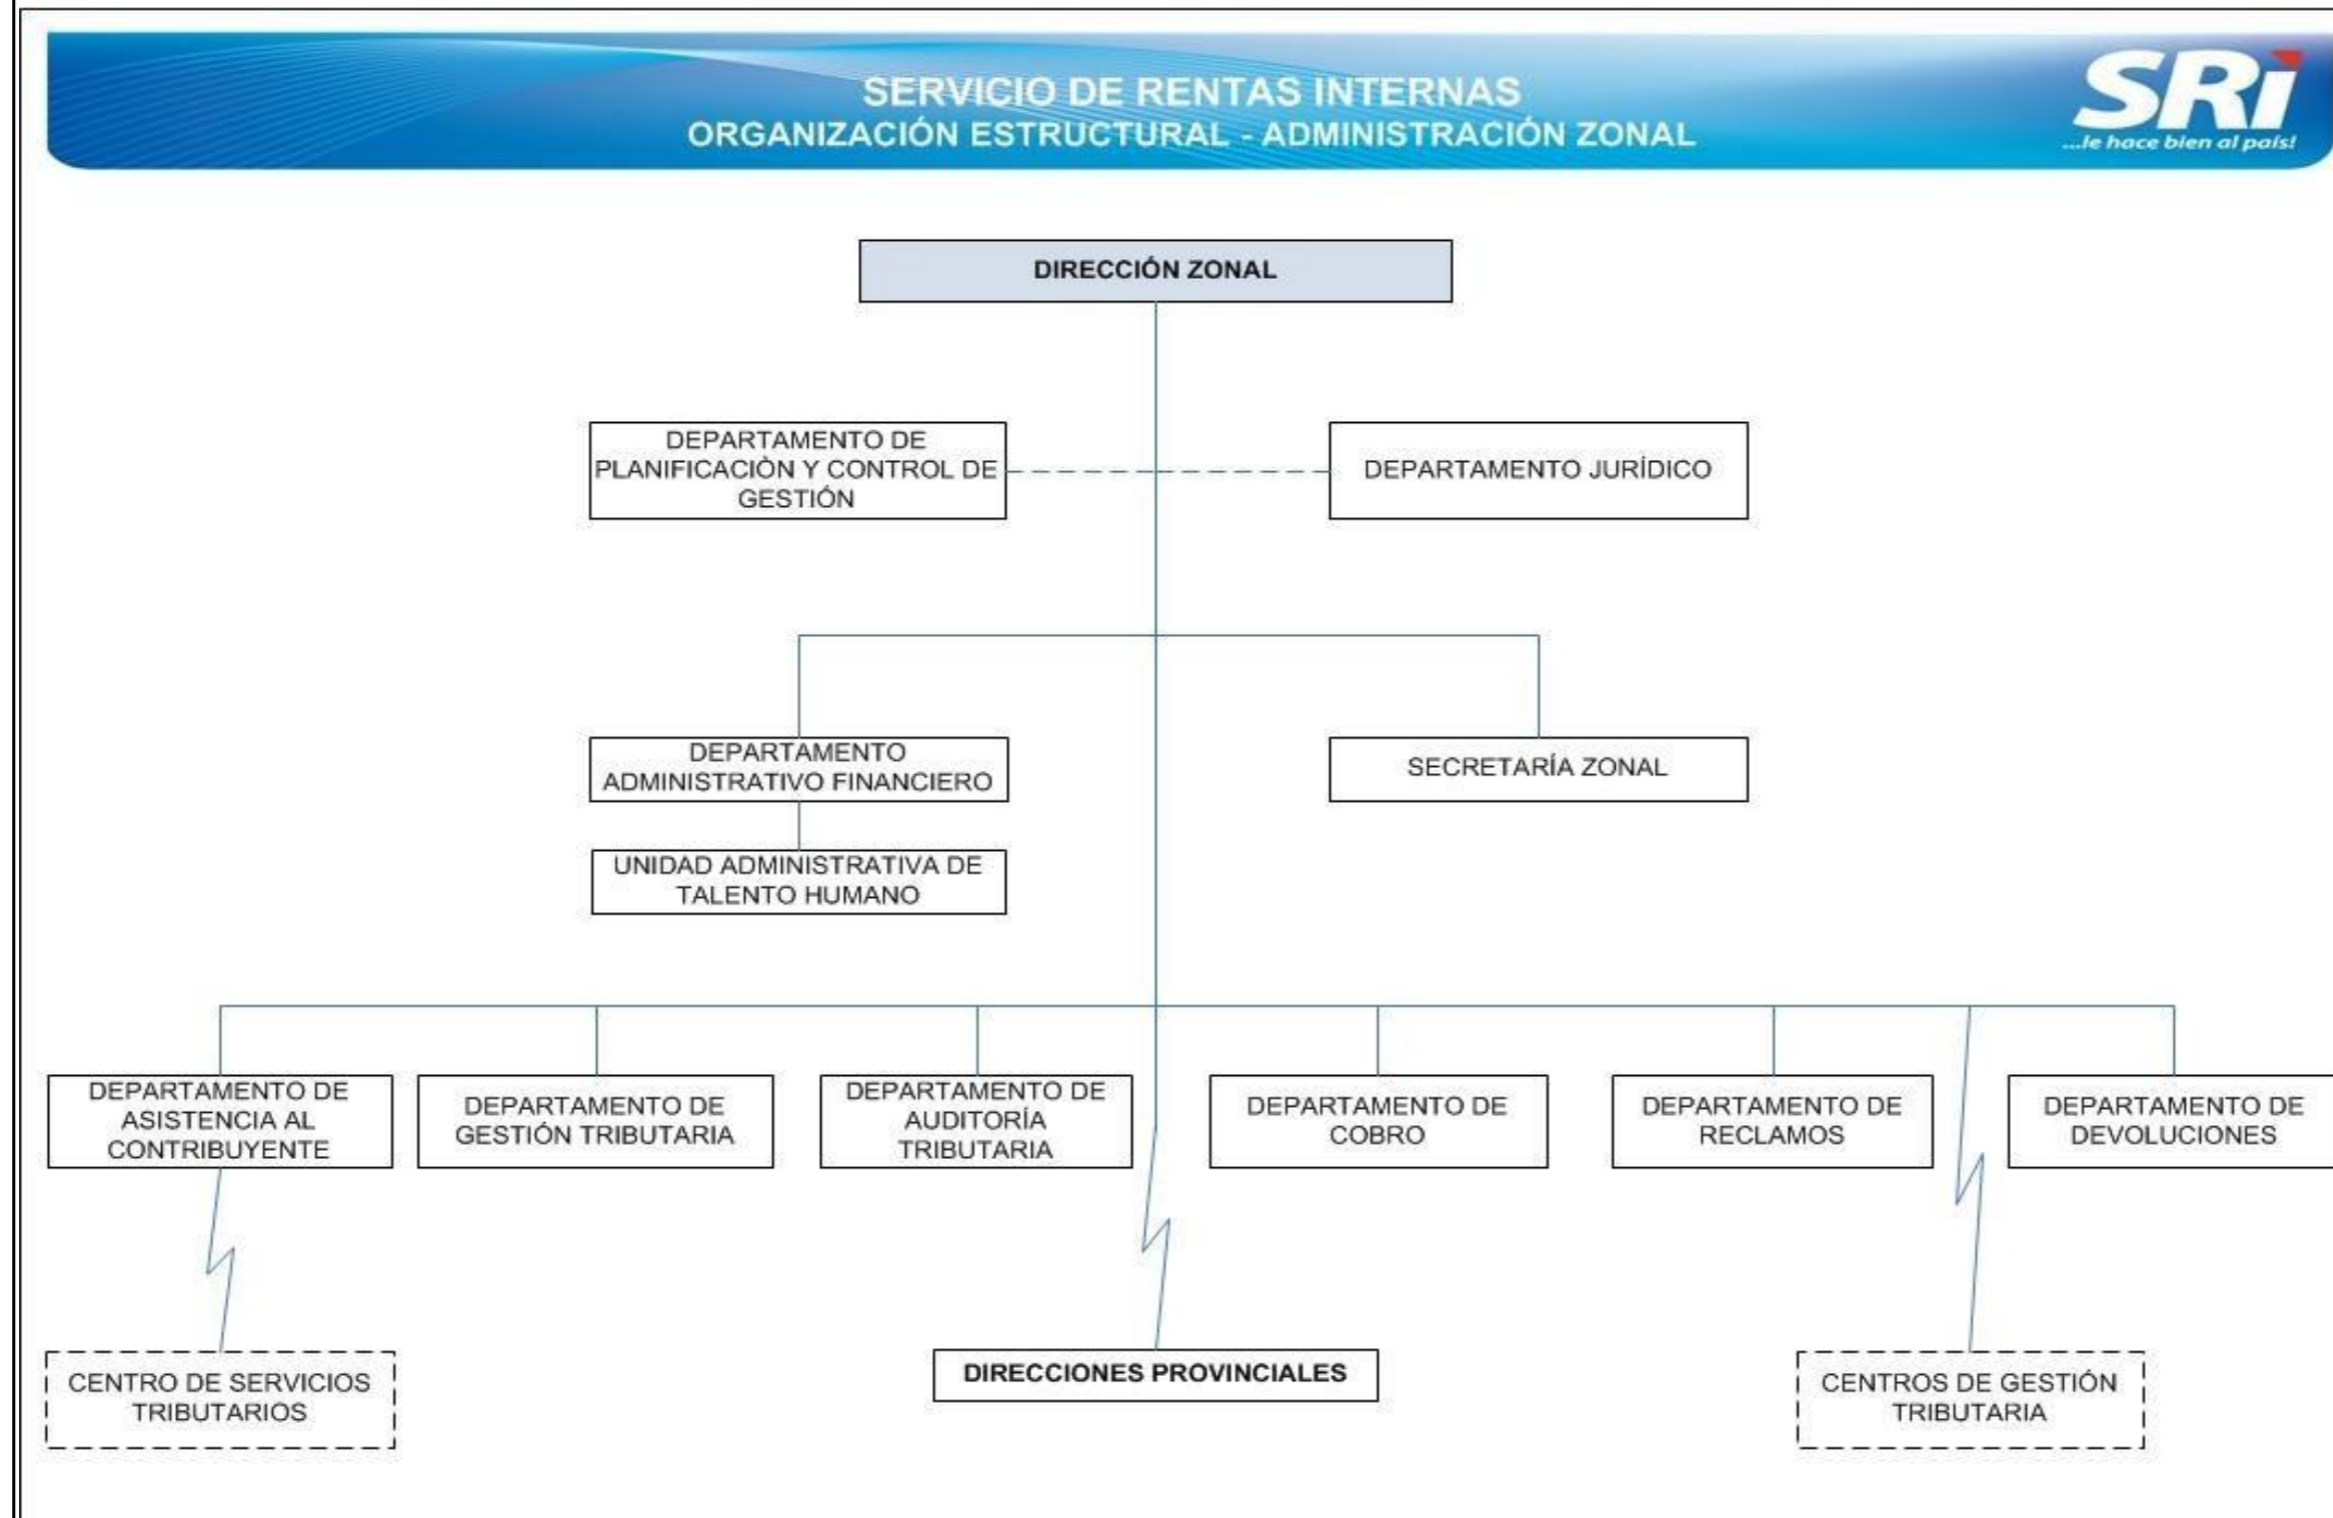 SERVICIO DE RENTAS INTERNAS
ORGANIZACIÓN ESTRUCTURAL - ADMINISTRACIÓN ZONAL
SRi
...le hace bien al país!
DIRECCIÓN ZONAL
DEPARTAMENTO DE
PLANIFICACIÒN Y CONTROL DE
GESTIÓN
DEPARTAMENTO JURÍDICO
DEPARTAMENTO
ADMINISTRATIVO FINANCIERO
SECRETARÍA ZONAL
UNIDAD ADMINISTRATIVA DE
TALENTO HUMANO
DEPARTAMENTO DE
ASISTENCIA AL
CONTRIBUYENTE
DEPARTAMENTO DE
GESTIÓN TRIBUTARIA
DEPARTAMENTO DE
AUDITORÍA
TRIBUTARIA
DEPARTAMENTO DE
COBRO
DEPARTAMENTO DE
RECLAMOS
DEPARTAMENTO DE
DEVOLUCIONES
CENTRO DE SERVICIOS
TRIBUTARIOS
DIRECCIONES PROVINCIALES
CENTROS DE GESTIÓN
TRIBUTARIA